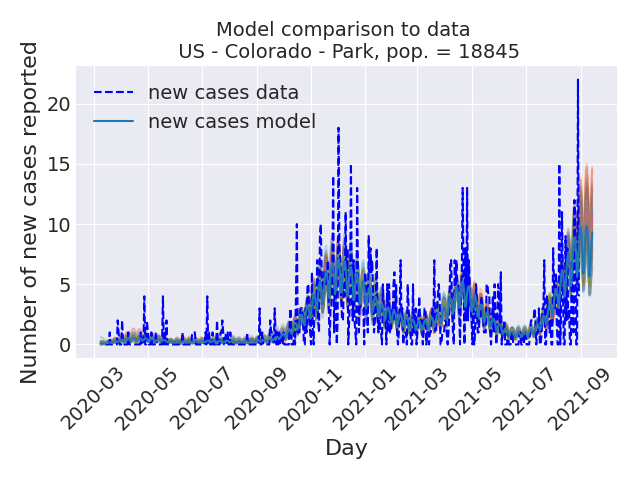 Model comparison to data
US - Colorado - Park, pop. = 18845
Number of new cases reported
new cases data
new cases model
20
15
10
5
0
2020-03
2020-05
2020-07
2020-09
2020-11
2021-01
2021-03
2021-05
2021-07
2021-09
Day